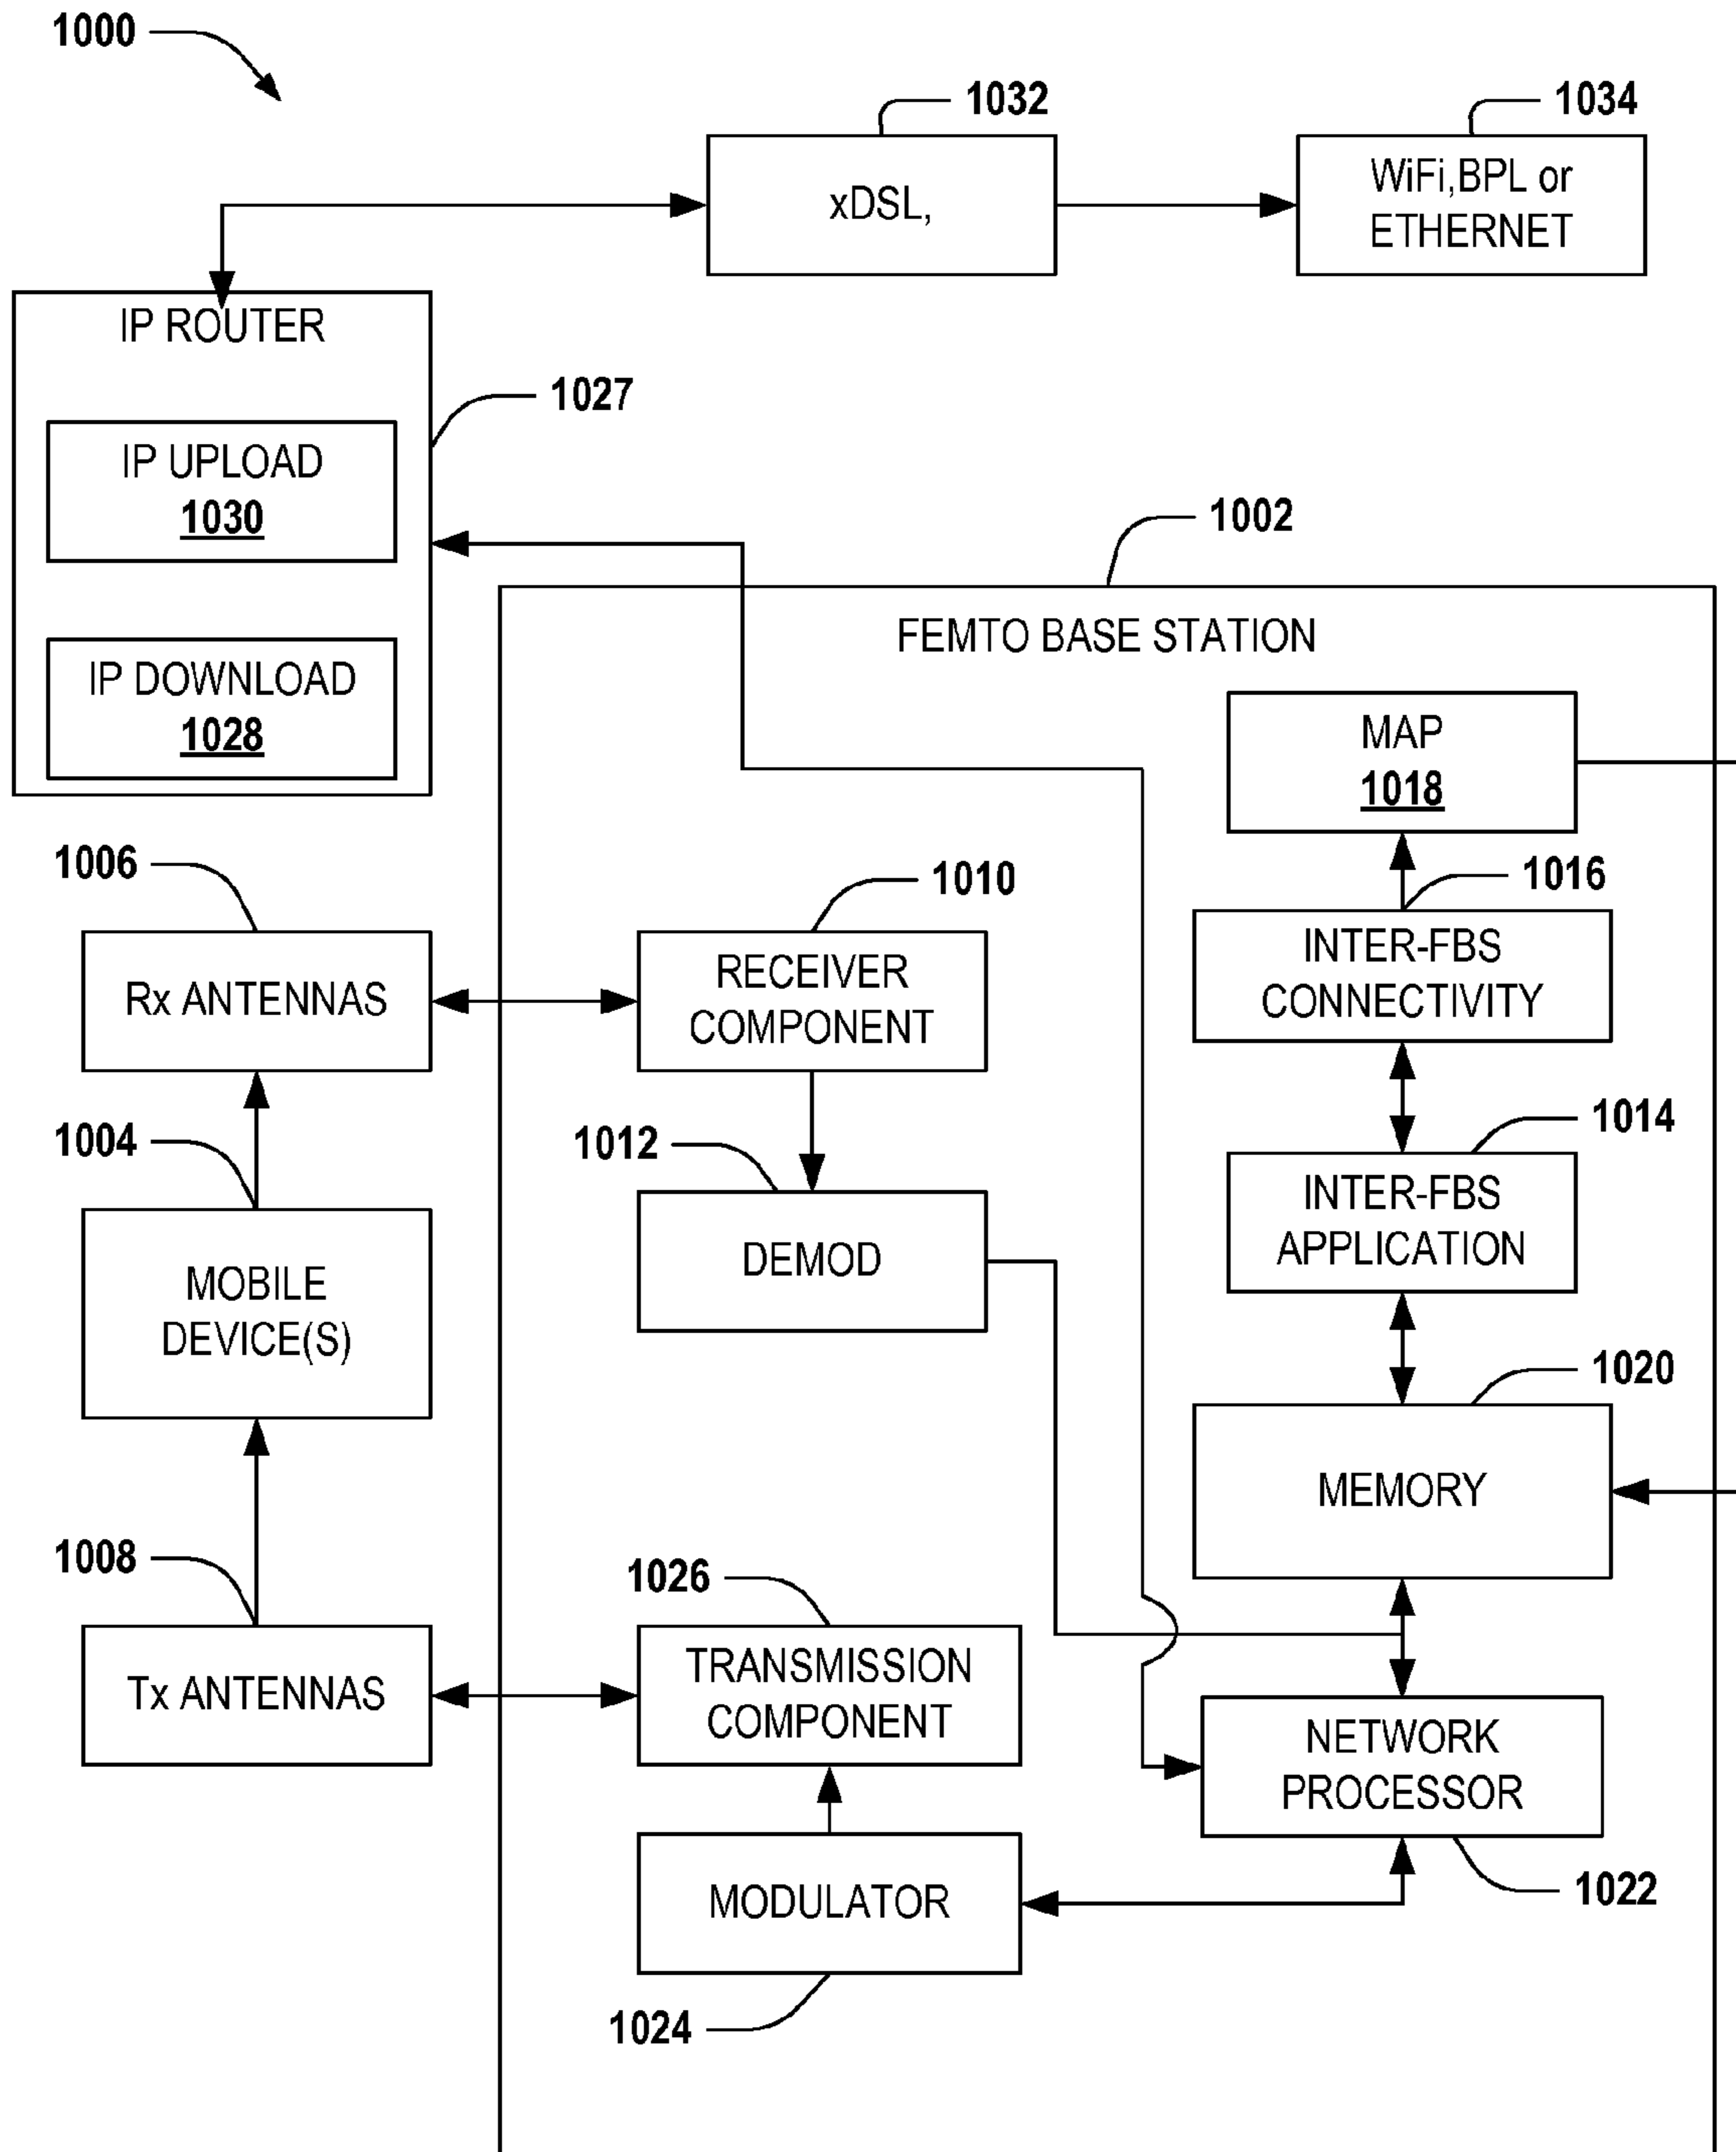 1000
1032
1034
xDSL,
WiFi,BPL or
ETHERNET
IP ROUTER
1027
IP UPLOAD
1030
1002
FEMTO BASE STATION
IP DOWNLOAD
1028
MAP
1018
1006
1010
1016
Rx ANTENNAS
RECEIVER
COMPONENT
INTER-FBS
CONNECTIVITY
1004
1012
1014
MOBILE
DEVICE(S)
DEMOD
INTER-FBS
APPLICATION
1020
MEMORY
1008
1026
Tx ANTENNAS
TRANSMISSION
COMPONENT
NETWORK
PROCESSOR
MODULATOR
1022
1024